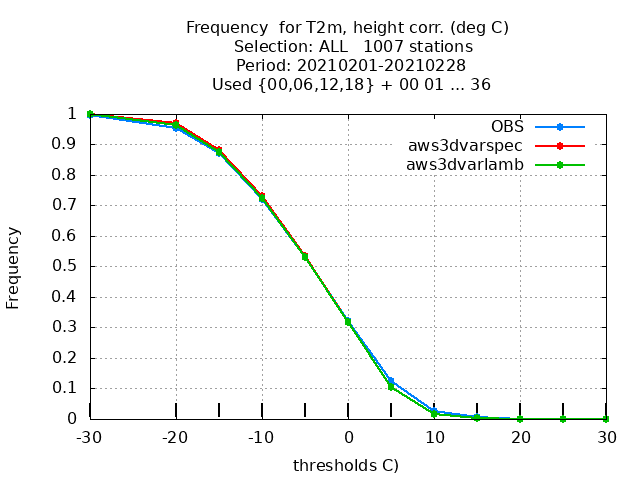 Frequency  for T2m, height corr. (deg C)
Selection: ALL   1007 stations
Period: 20210201-20210228
Used {00,06,12,18} + 00 01 ... 36
OBS
aws3dvarspec
aws3dvarlamb
1
0.9
0.8
0.7
0.6
0.5
0.4
0.3
0.2
0.1
0
Frequency
-30
-20
-10
0
10
20
30
thresholds C)